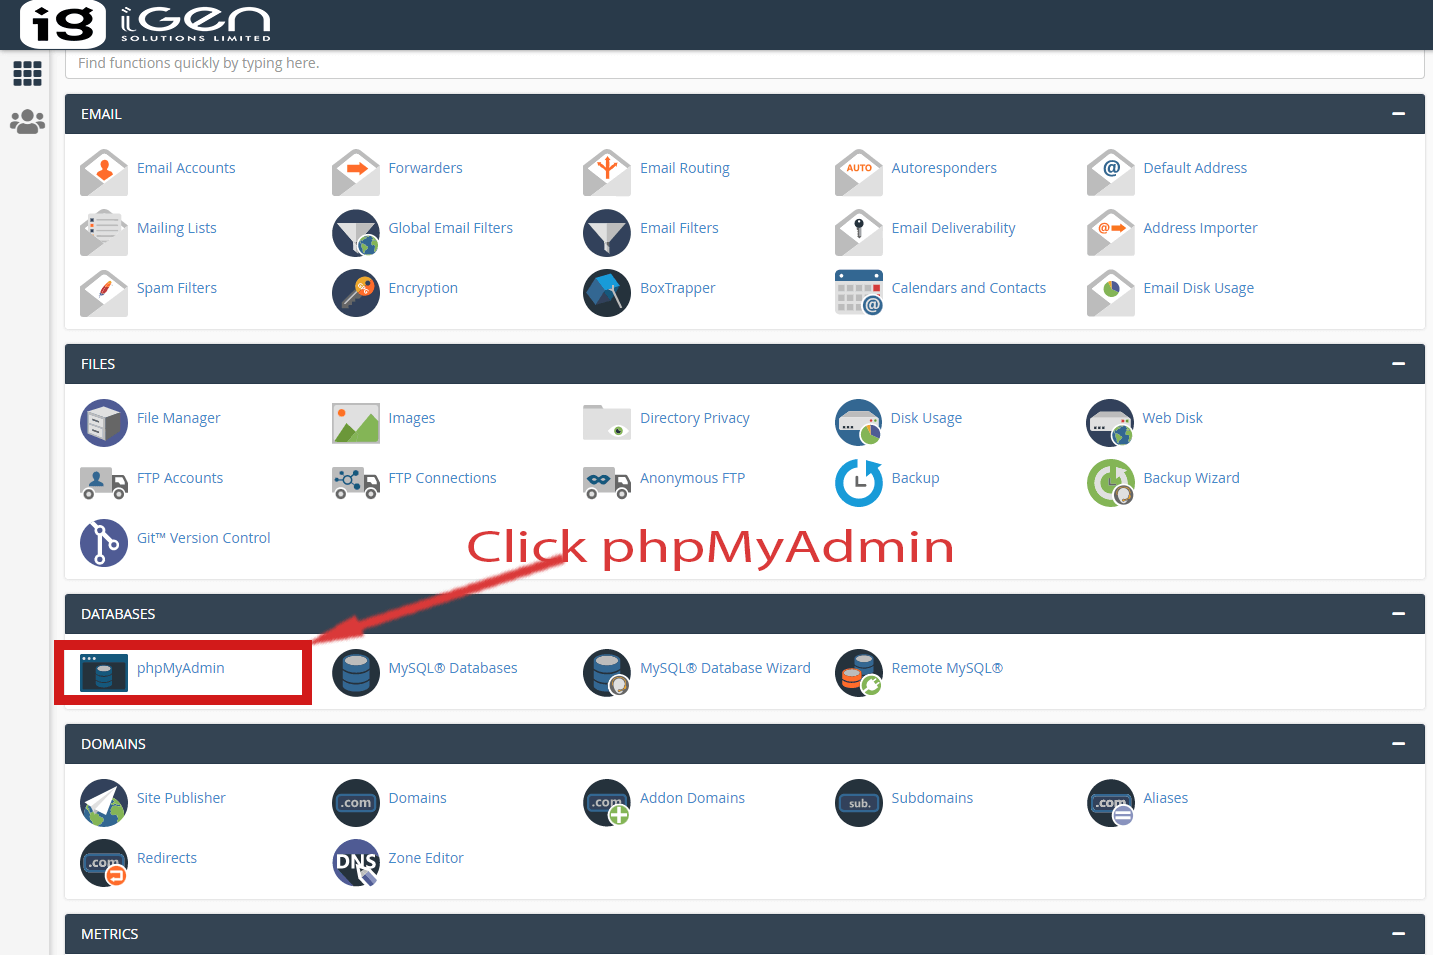 ig iGen
SOLUTIONS LIMITED
Find functions quickly by typing here.
EMAIL
Email Accounts
Forwarders
Email Routing
AUTO
Autoresponders
@
Default Address
Mailing Lists
Global Email Filters
Email Filters
Email Deliverability
@
Address Importer
Spam Filters
Encryption
BoxTrapper
@
Calendars and Contacts
Email Disk Usage
FILES
File Manager
Images
Directory Privacy
Disk Usage
Web Disk
FTP Accounts
FTP Connections
Anonymous FTP
Backup
Backup Wizard
Git™ Version Control
Click phpMyAdmin
DATABASES
phpMyAdmin
MySQL® Databases
MySQL® Database Wizard
Remote MySQL®
DOMAINS
Site Publisher
.com
Domains
.com
Addon Domains
sub.
Subdomains
.com
Aliases
.com
Redirects
DNS
Zone Editor
METRICS